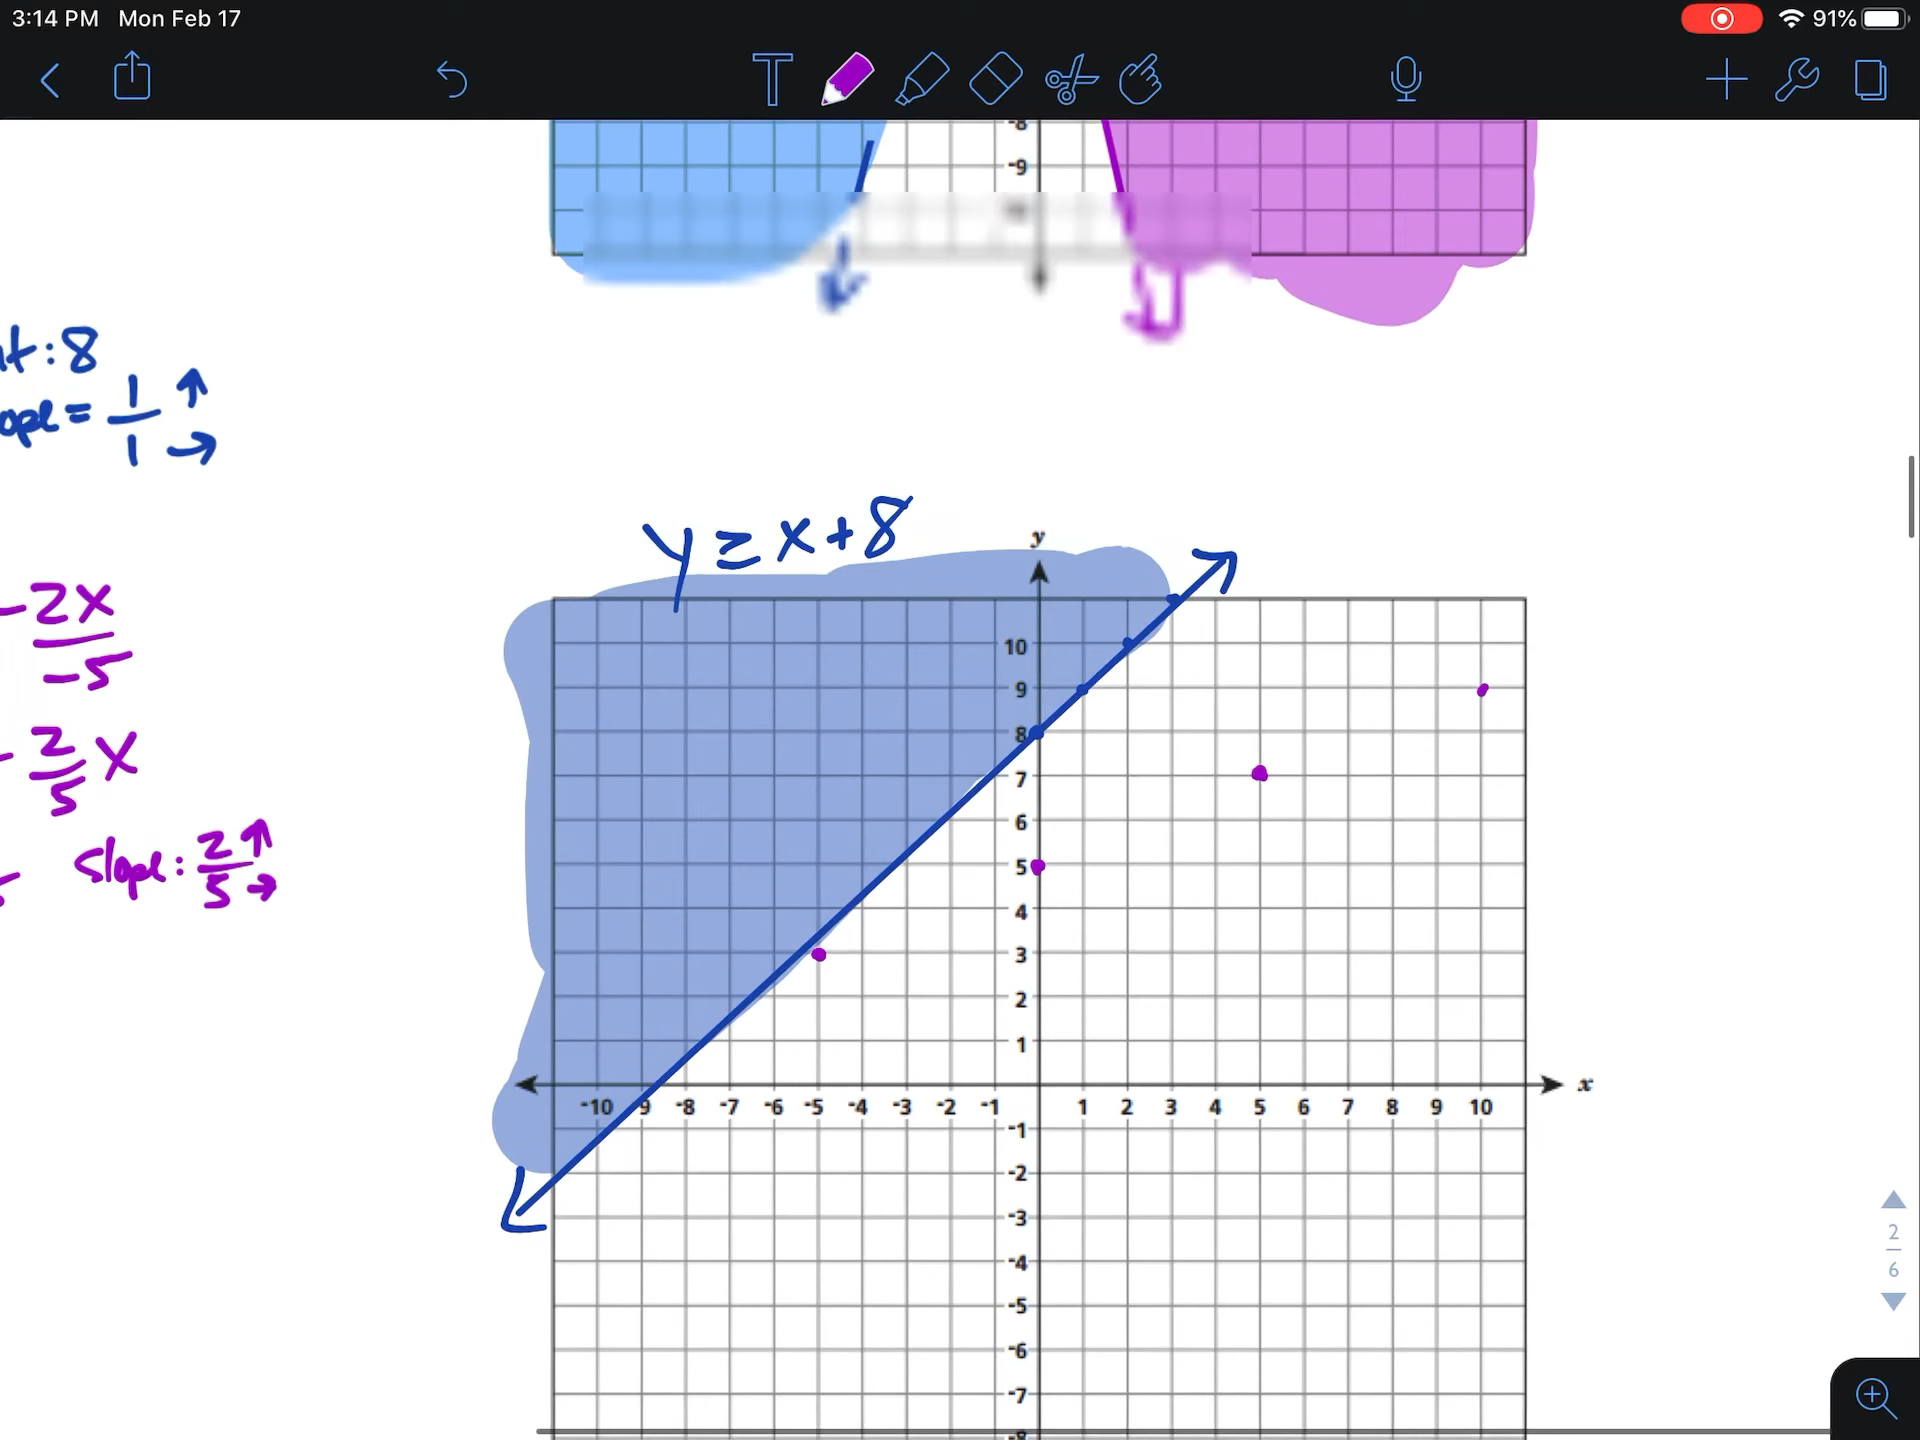 3:14 PM Mon Feb 17
91%
-8
-9
t:8
ope = 1/1 ↑ →
y ≥ x+8
y
-2x
-5
2/5 x
slope: 2/5 ↑ →
10
9
8
7
6
5
4
3
2
1
-10 9 -8 -7 -6 -5 -4 -3 -2 -1 1 2 3 4 5 6 7 8 9 10 x
-1
-2
-3
-4
-5
-6
-7
-8
2
6